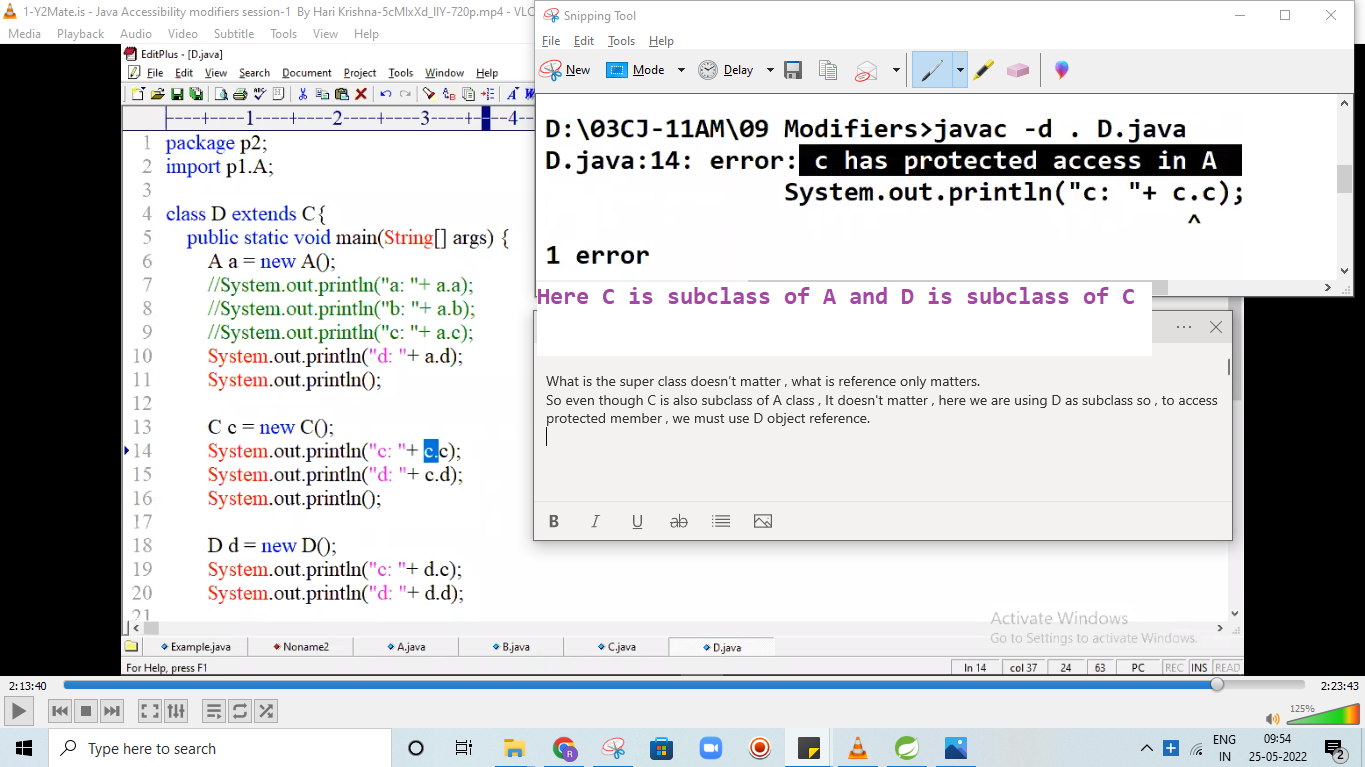 1-Y2Mate.is - Java Accessibility modifiers session-1 By Hari Krishna-5cMlxXd_IIY-720p.mp4 - VLC
Media Playback Audio Video Subtitle Tools View Help
EditPlus - [D.java]
File Edit View Search Document Project Tools Window Help
----+----1----+----2----+----3----+- --4--
1 package p2;
2 import p1.A;
3
4 class D extends C{
5 public static void main(String[] args) {
6 A a = new A();
7 //System.out.println("a: "+ a.a);
8 //System.out.println("b: "+ a.b);
9 //System.out.println("c: "+ a.c);
10 System.out.println("d: "+ a.d);
11 System.out.println();
12
13 C c = new C();
14 System.out.println("c: "+ c.c);
15 System.out.println("d: "+ c.d);
16 System.out.println();
17
18 D d = new D();
19 System.out.println("c: "+ d.c);
20 System.out.println("d: "+ d.d);
21
Example.java Noname2 A.java B.java C.java D.java
For Help, press F1 ln 14 col 37 24 63 PC REC INS READ
Snipping Tool
File Edit Tools Help
New Mode Delay
D:\03CJ-11AM\09 Modifiers>javac -d . D.java
D.java:14: error: c has protected access in A
System.out.println("c: "+ c.c);
^
1 error
Here C is subclass of A and D is subclass of C
What is the super class doesn't matter , what is reference only matters.
So even though C is also subclass of A class , It doesn't matter , here we are using D as subclass so , to access
protected member , we must use D object reference.
B I U ab
Activate Windows
Go to Settings to activate Windows.
2:13:40 2:23:43
125%
Type here to search
R
ENG
IN
09:54
25-05-2022
2